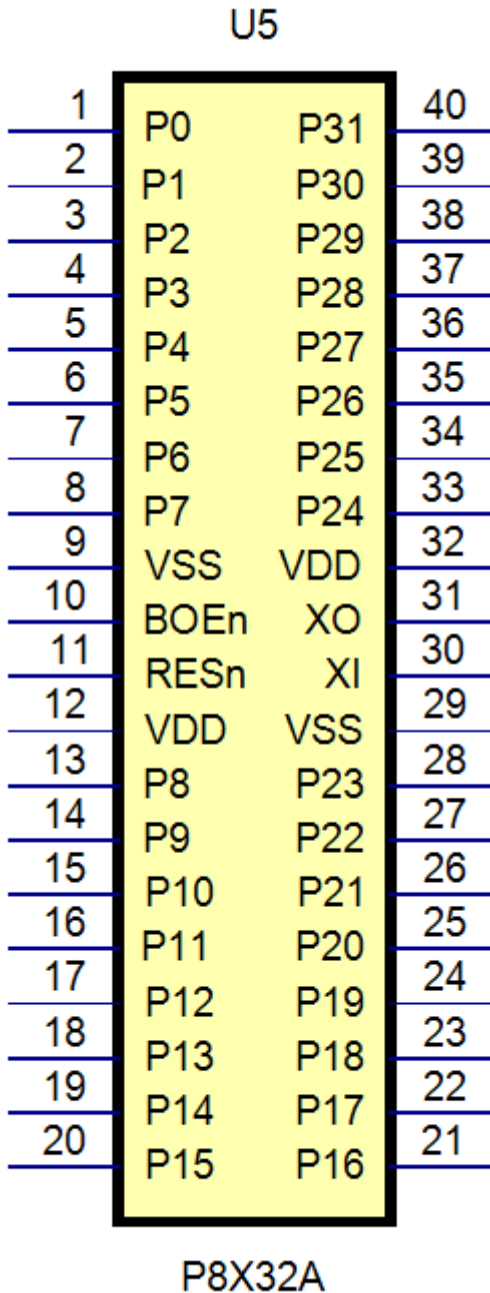 U5
1 P0 P31 40
2 P1 P30 39
3 P2 P29 38
4 P3 P28 37
5 P4 P27 36
6 P5 P26 35
7 P6 P25 34
8 P7 P24 33
9 VSS VDD 32
10 BOEn XO 31
11 RESn XI 30
12 VDD VSS 29
13 P8 P23 28
14 P9 P22 27
15 P10 P21 26
16 P11 P20 25
17 P12 P19 24
18 P13 P18 23
19 P14 P17 22
20 P15 P16 21
P8X32A